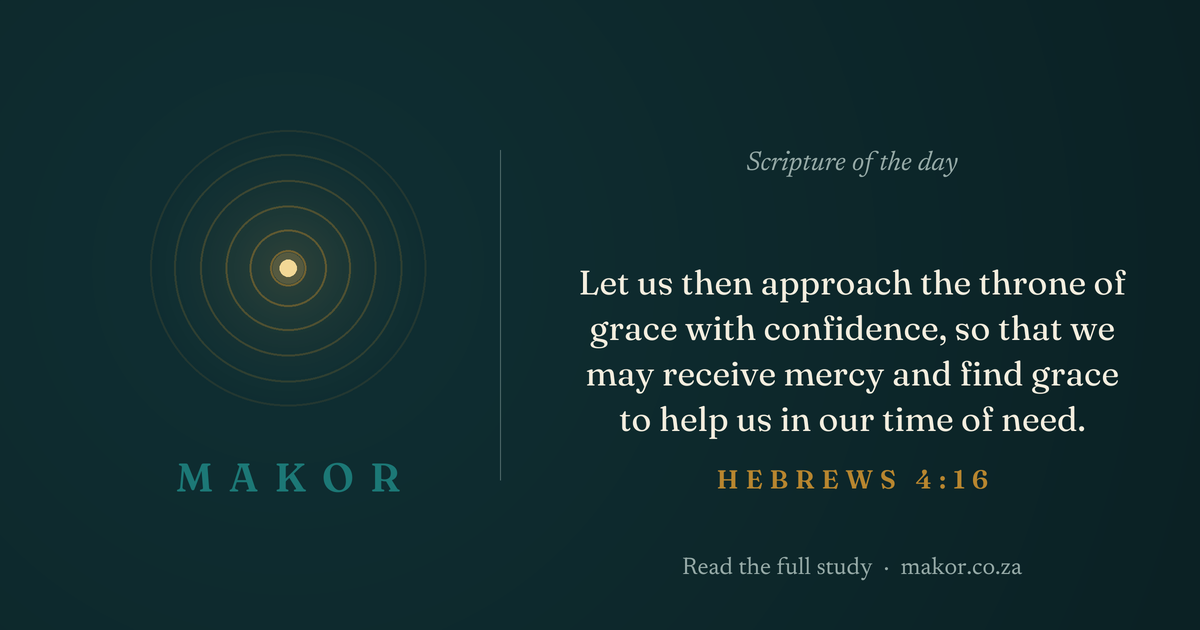 MAKOR
Scripture of the day
Let us then approach the throne of
grace with confidence, so that we
may receive mercy and find grace
to help us in our time of need.
HEBREWS 4:16
Read the full study · makor.co.za